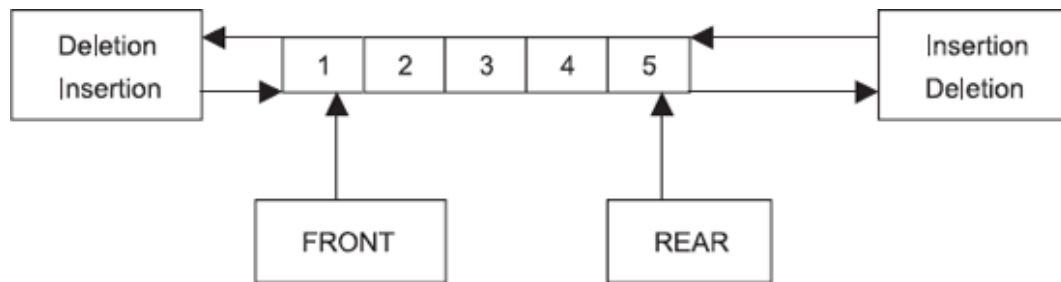 Deletion
Insertion
1 2 3 4 5
Insertion
Deletion
FRONT
REAR